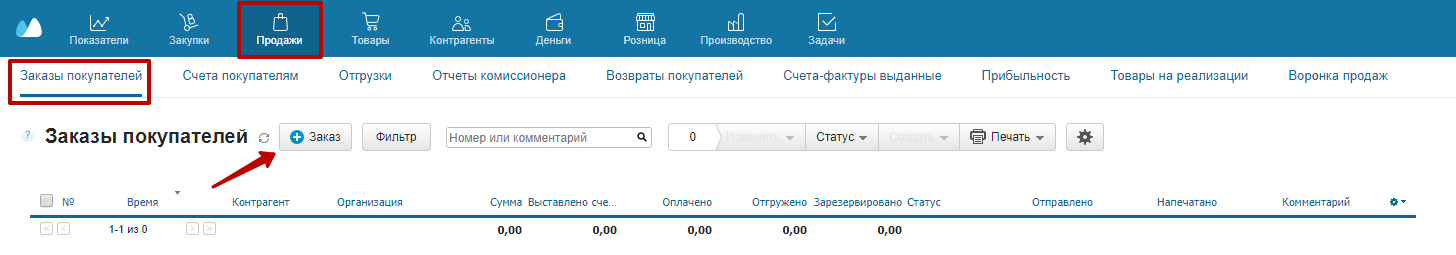 Показатели Закупки Продажи Товары Контрагенты Деньги Розница Производство Задачи
Заказы покупателей Счета покупателям Отгрузки Отчеты комиссионера Возвраты покупателей Счета-фактуры выданные Прибыльность Товары на реализации Воронка продаж
? Заказы покупателей Заказ Фильтр Номер или комментарий 0 Изменить Статус Создать Печать
№ Время Контрагент Организация Сумма Выставлено сче... Оплачено Отгружено Зарезервировано Статус Отправлено Напечатано Комментарий
1-1 из 0 0,00 0,00 0,00 0,00 0,00